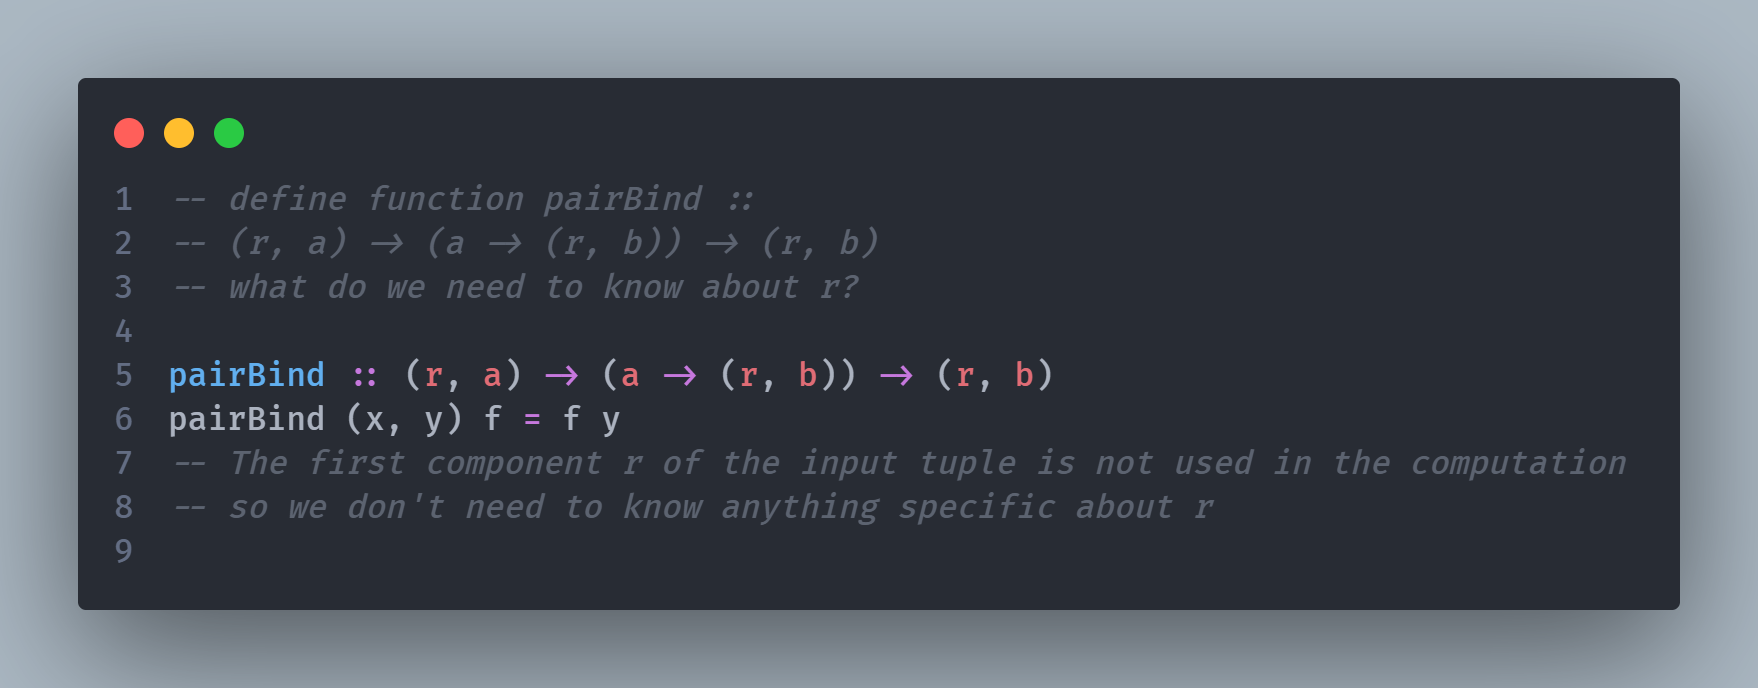 1 -- define function pairBind ::
2 -- (r, a) -> (a -> (r, b)) -> (r, b)
3 -- what do we need to know about r?
4
5 pairBind :: (r, a) -> (a -> (r, b)) -> (r, b)
6 pairBind (x, y) f = f y
7 -- The first component r of the input tuple is not used in the computation
8 -- so we don't need to know anything specific about r
9